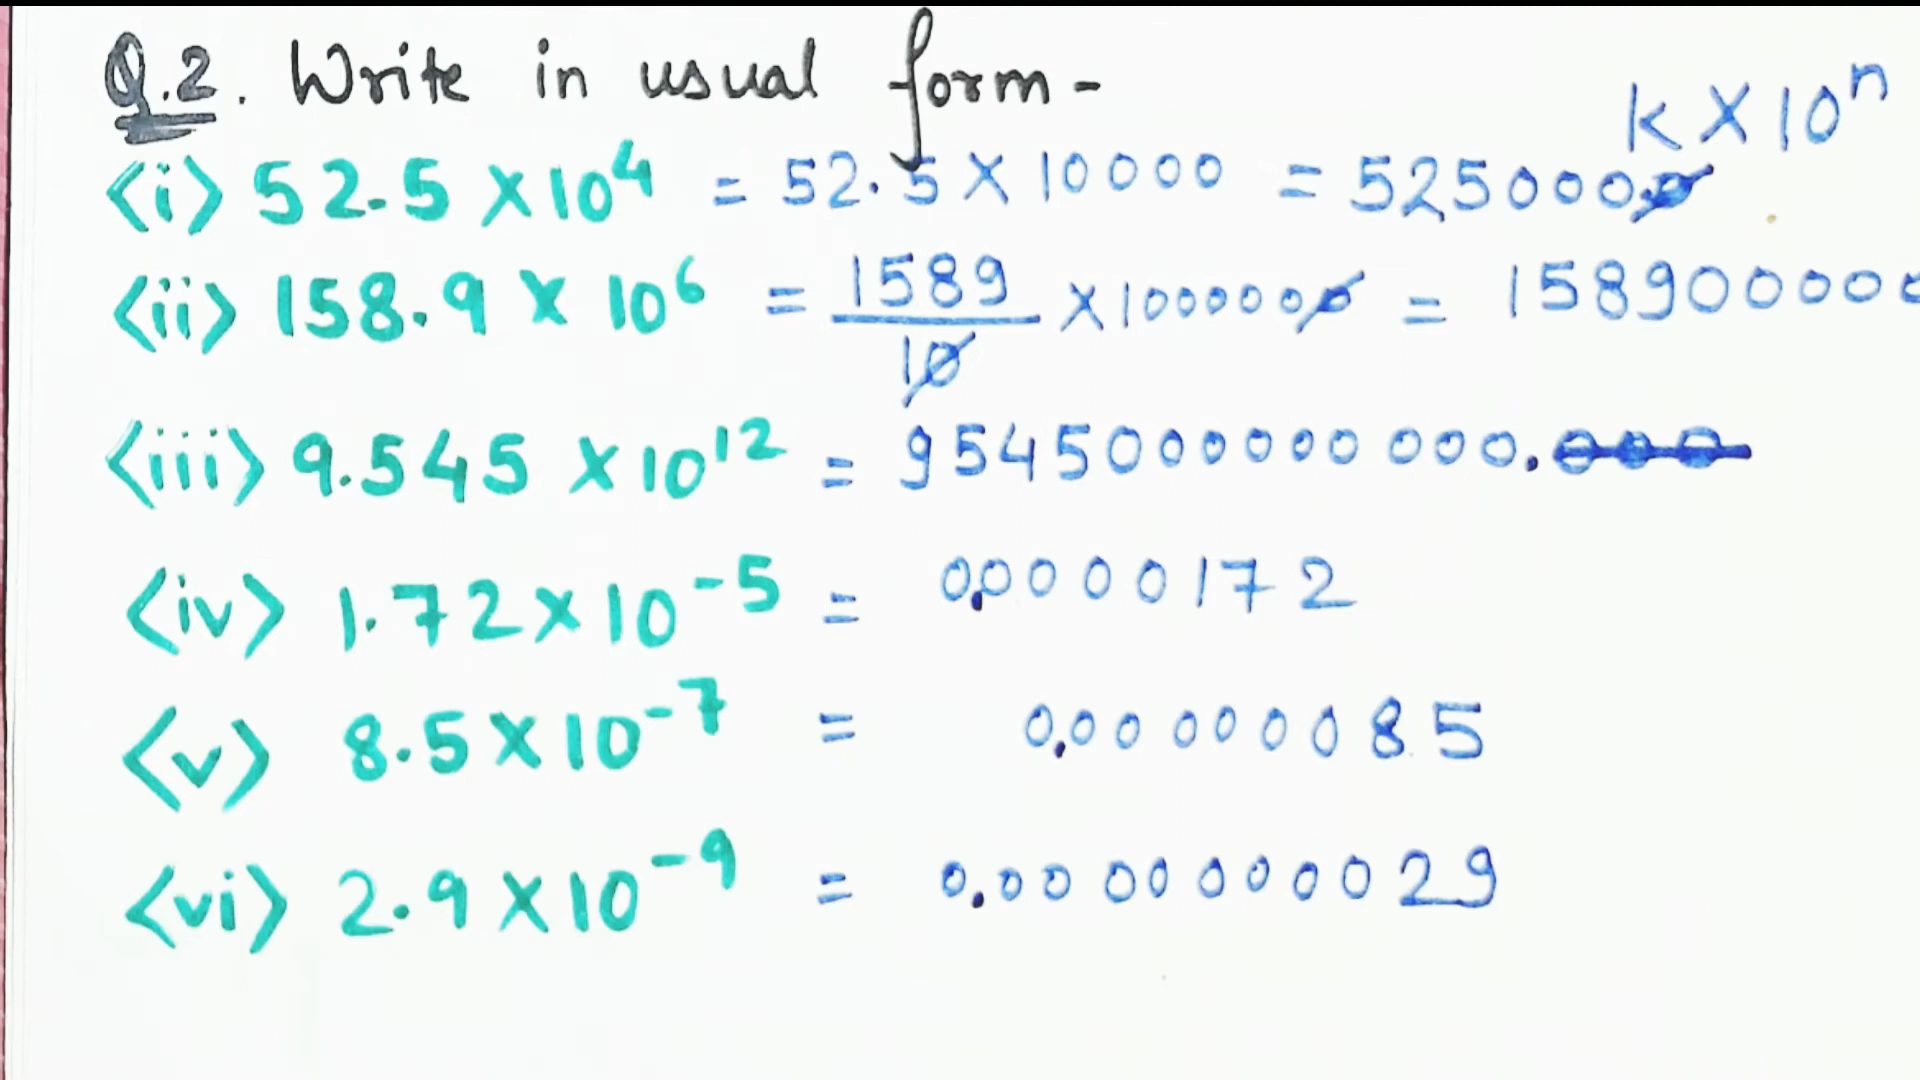 Q.2. Write in usual form-
k×10ⁿ
<i> 52.5×10⁴ = 52.5×10000 = 525000.0
<ii> 158.9×10⁶ = 1589/10 ×1000000 = 158900000
<iii> 9.545×10¹² = 9545000000000.000
<iv> 1.72×10⁻⁵ = 0.0000172
<v> 8.5×10⁻⁷ = 0.00000085
<vi> 2.9×10⁻⁹ = 0.0000000029